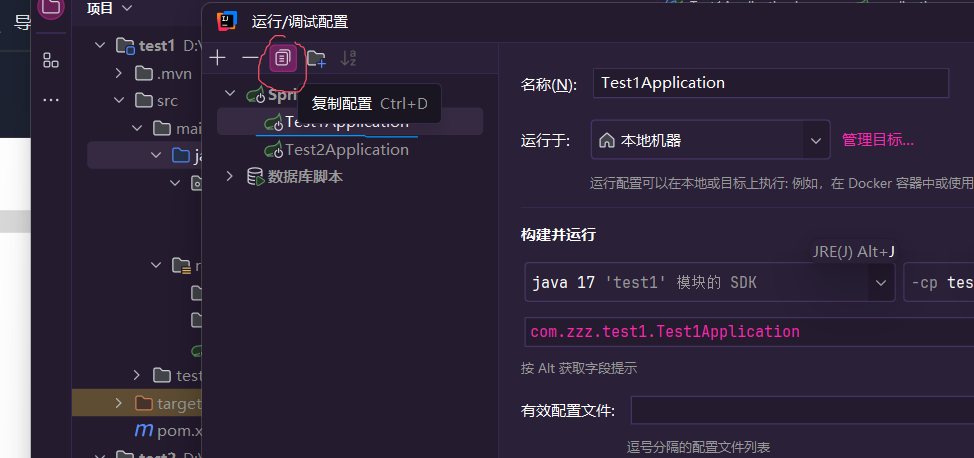 导
项目
运行/调试配置
test1 D:\
.mvn
src
mai
ja
r
test
target
pom.x
test2 D:\
Spri
复制配置 Ctrl+D
Test1Application
Test2Application
数据库脚本
名称(N):
Test1Application
运行于:
本地机器
管理目标...
运行配置可以在本地或目标上执行: 例如，在 Docker 容器中或使用
构建并运行
JRE(J) Alt+J
java 17 'test1' 模块的 SDK
-cp tes
com.zzz.test1.Test1Application
按 Alt 获取字段提示
有效配置文件:
逗号分隔的配置文件列表